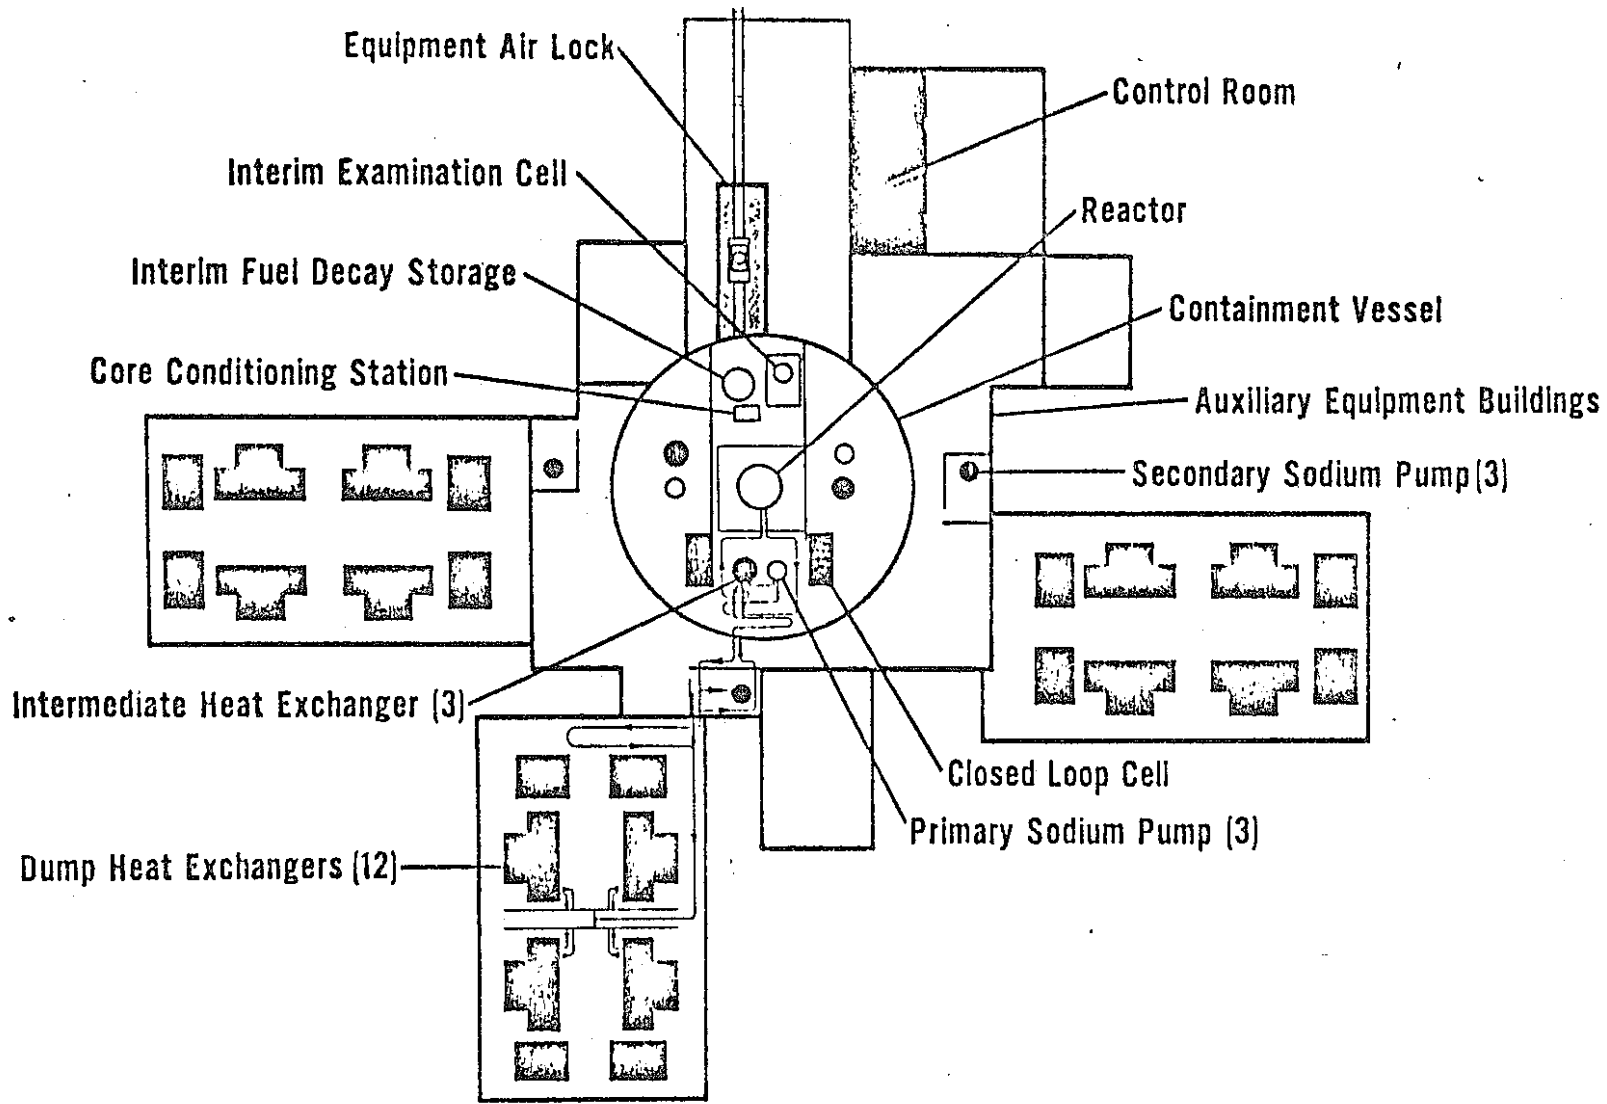 Equipment Air Lock
Control Room
Interim Examination Cell
Reactor
Interim Fuel Decay Storage
Containment Vessel
Core Conditioning Station
Auxiliary Equipment Buildings
Secondary Sodium Pump (3)
Intermediate Heat Exchanger (3)
Closed Loop Cell
Primary Sodium Pump (3)
Dump Heat Exchangers (12)